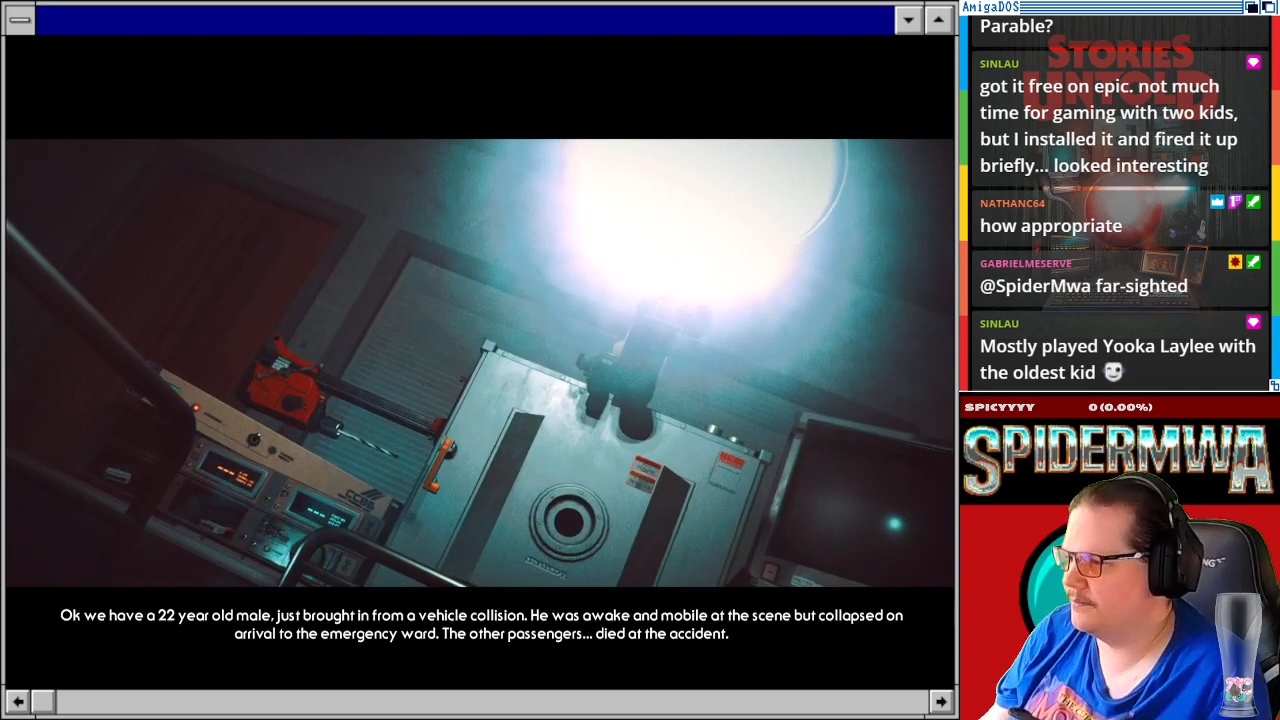 AmigaDOS
Parable?
STORIES
UNTOLD
SINLAU
got it free on epic. not much
time for gaming with two kids,
but I installed it and fired it up
briefly... looked interesting
NATHANC64
how appropriate
GABRIELMESERVE
@SpiderMwa far-sighted
SINLAU
Mostly played Yooka Laylee with
the oldest kid
SPICYYYY 0 (0.00%)
SPIDERMWA
Ok we have a 22 year old male, just brought in from a vehicle collision. He was awake and mobile at the scene but collapsed on
arrival to the emergency ward. The other passengers... died at the accident.